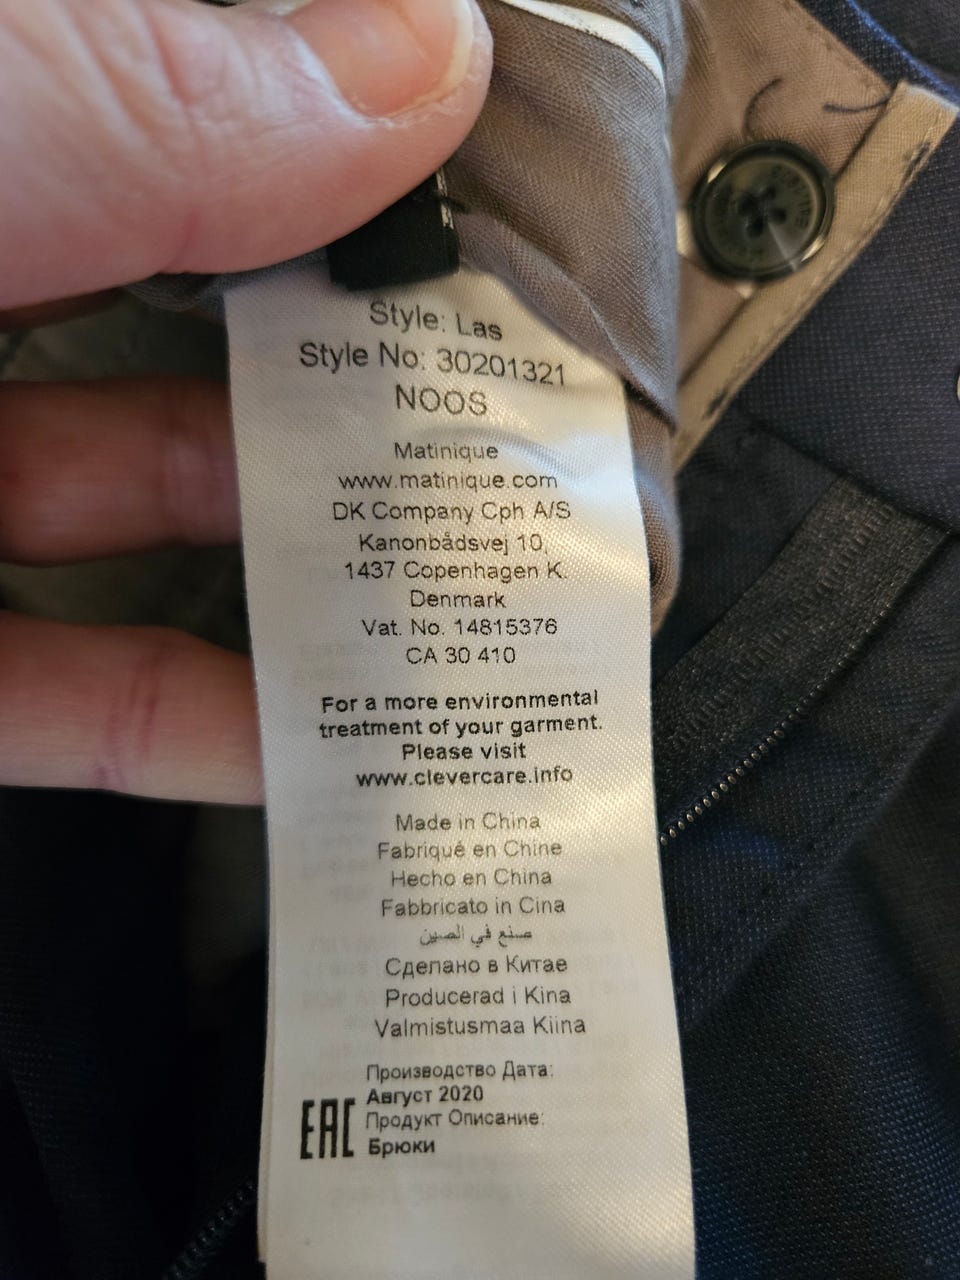 Style: Las
Style No: 30201321
NOOS
Matinique
www.matinique.com
DK Company Cph A/S
Kanonbådsvej 10,
1437 Copenhagen K.
Denmark
Vat. No. 14815376
CA 30 410
For a more environmental
treatment of your garment.
Please visit
www.clevercare.info
Made in China
Fabriqué en Chine
Hecho en China
Fabbricato in Cina
صنع في الصين
Сделано в Китае
Producerad i Kina
Valmistusmaa Kiina
Производство Дата:
Август 2020
Продукт Описание:
Брюки
EAC